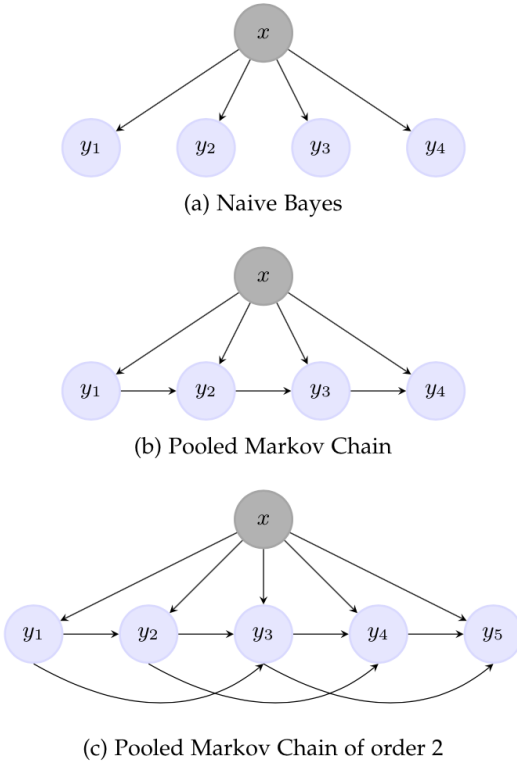 x
y₁ y₂ y₃ y₄
(a) Naive Bayes
x
y₁ y₂ y₃ y₄
(b) Pooled Markov Chain
x
y₁ y₂ y₃ y₄ y₅
(c) Pooled Markov Chain of order 2